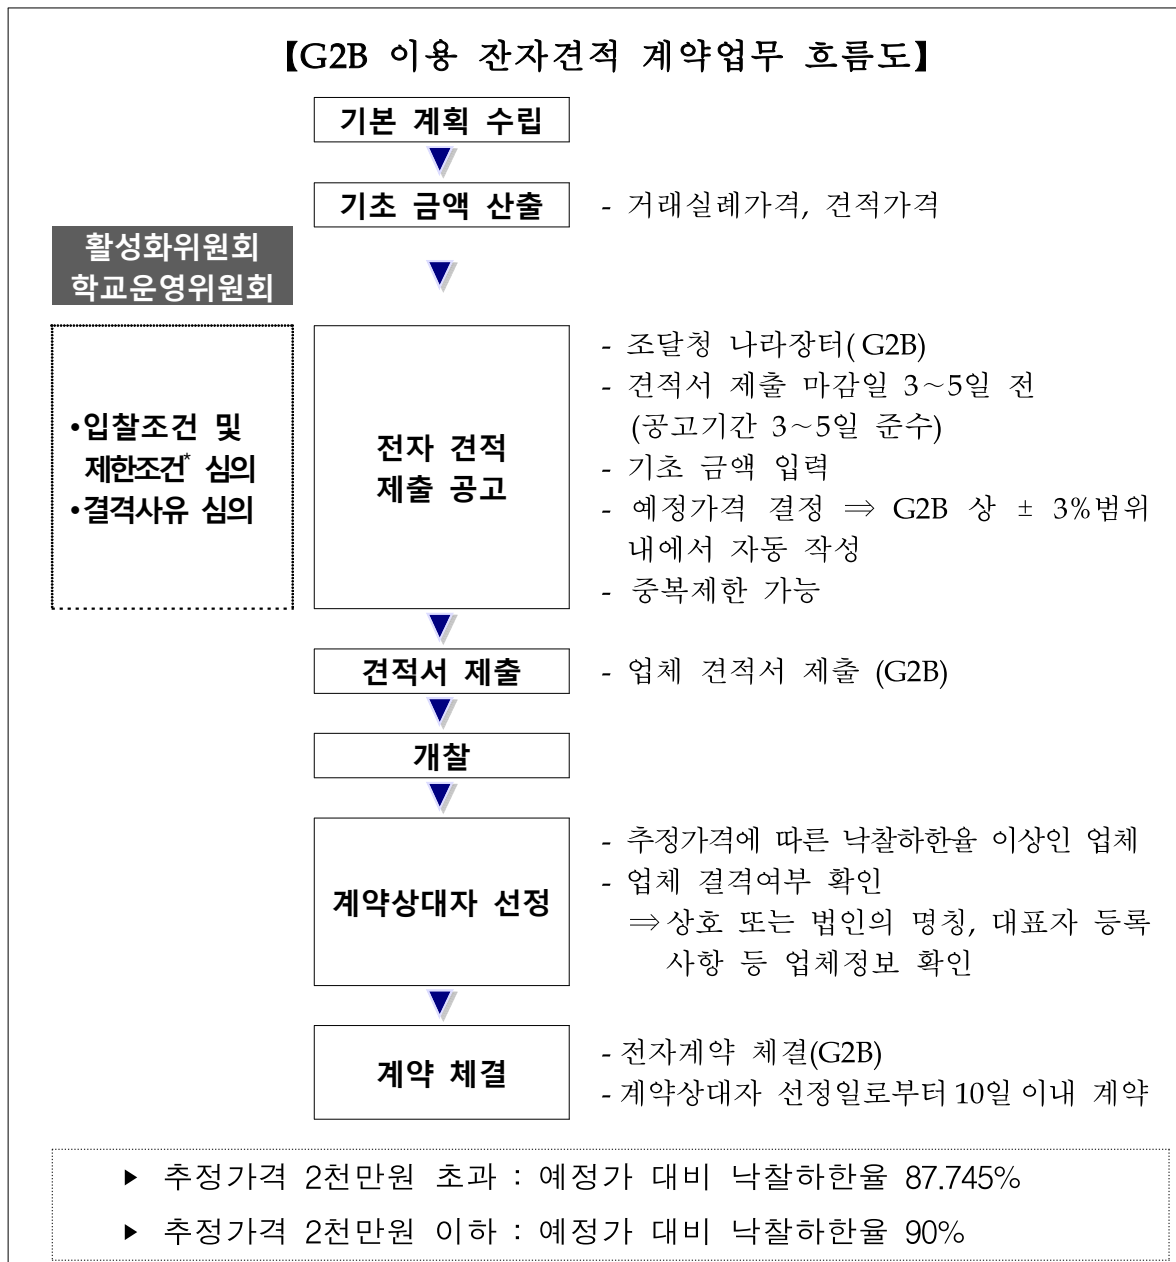 【G2B 이용 잔자견적 계약업무 흐름도】
기본 계획 수립
기초 금액 산출
- 거래실례가격, 견적가격
활성화위원회
학교운영위원회
•입찰조건 및
제한조건* 심의
•결격사유 심의
전자 견적
제출 공고
- 조달청 나라장터(G2B)
- 견적서 제출 마감일 3~5일 전
(공고기간 3~5일 준수)
- 기초 금액 입력
- 예정가격 결정 ⇒ G2B 상 ± 3%범위
내에서 자동 작성
- 중복제한 가능
견적서 제출
- 업체 견적서 제출 (G2B)
개찰
계약상대자 선정
- 추정가격에 따른 낙찰하한율 이상인 업체
- 업체 결격여부 확인
⇒ 상호 또는 법인의 명칭, 대표자 등록
사항 등 업체정보 확인
계약 체결
- 전자계약 체결(G2B)
- 계약상대자 선정일로부터 10일 이내 계약
▶ 추정가격 2천만원 초과 : 예정가 대비 낙찰하한율 87.745%
▶ 추정가격 2천만원 이하 : 예정가 대비 낙찰하한율 90%